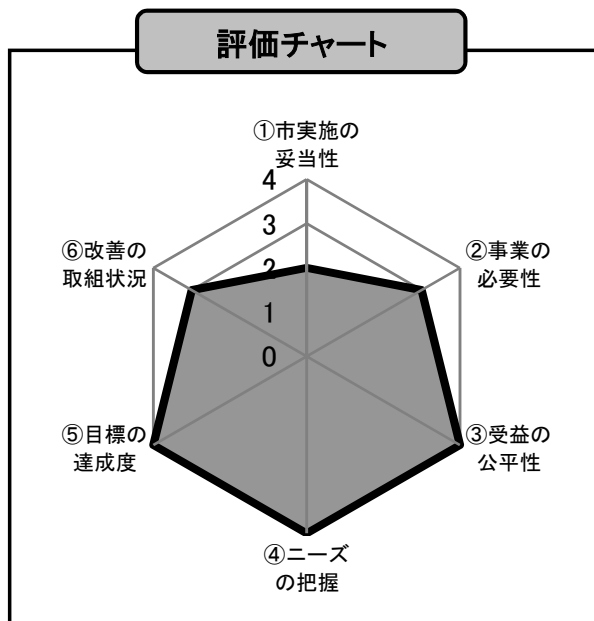 評価チャート
①市実施の
妥当性
4
3
2
1
0
②事業の
必要性
③受益の
公平性
④ニーズ
の把握
⑤目標の
達成度
⑥改善の
取組状況